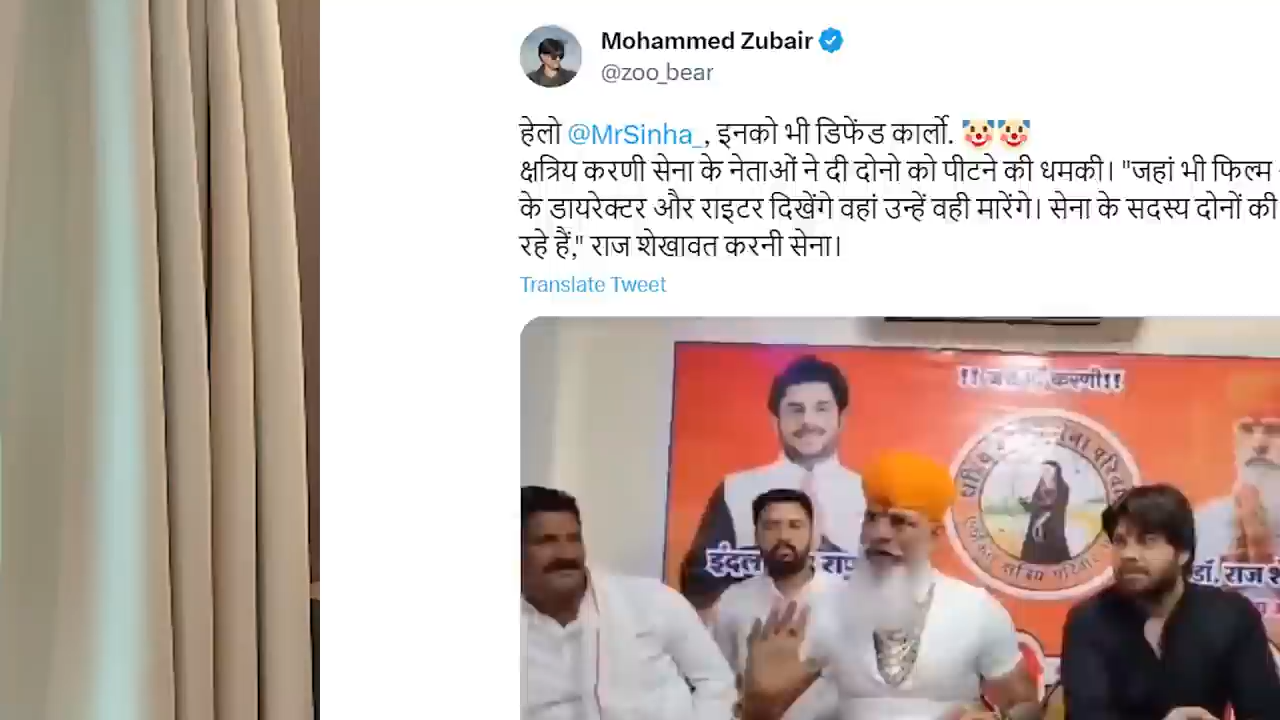 Mohammed Zubair
@zoo_bear
हेलो @MrSinha_, इनको भी डिफेंड कार्लो. 🤡🤡
क्षत्रिय करणी सेना के नेताओं ने दी दोनो को पीटने की धमकी। "जहां भी फिल्म
के डायरेक्टर और राइटर दिखेंगे वहां उन्हें वही मारेंगे। सेना के सदस्य दोनों की
रहे हैं," राज शेखावत करनी सेना।
Translate Tweet
करणी!!
डॉ. राज